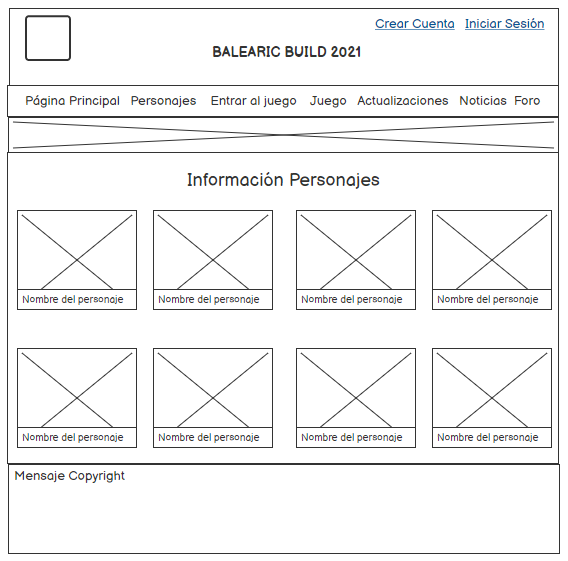 Crear Cuenta Iniciar Sesión
BALEARIC BUILD 2021
Página Principal Personajes Entrar al juego Juego Actualizaciones Noticias Foro
Información Personajes
Nombre del personaje Nombre del personaje Nombre del personaje Nombre del personaje
Nombre del personaje Nombre del personaje Nombre del personaje Nombre del personaje
Mensaje Copyright